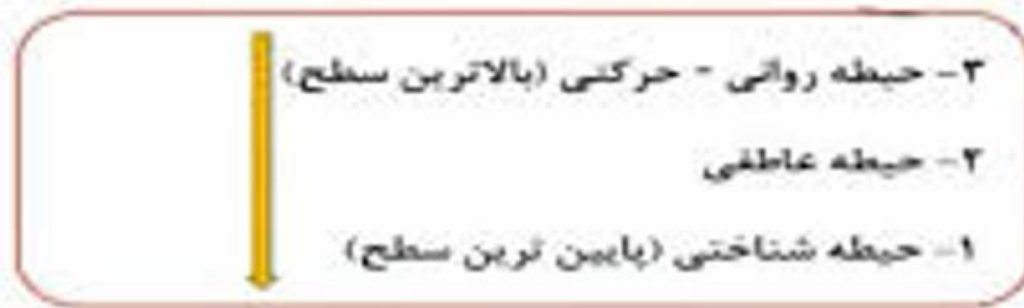 ۳- حیطه روانی - حرکتی (بالاترین سطح)
۲- حیطه عاطفی
۱- حیطه شناختی (پایین ترین سطح)